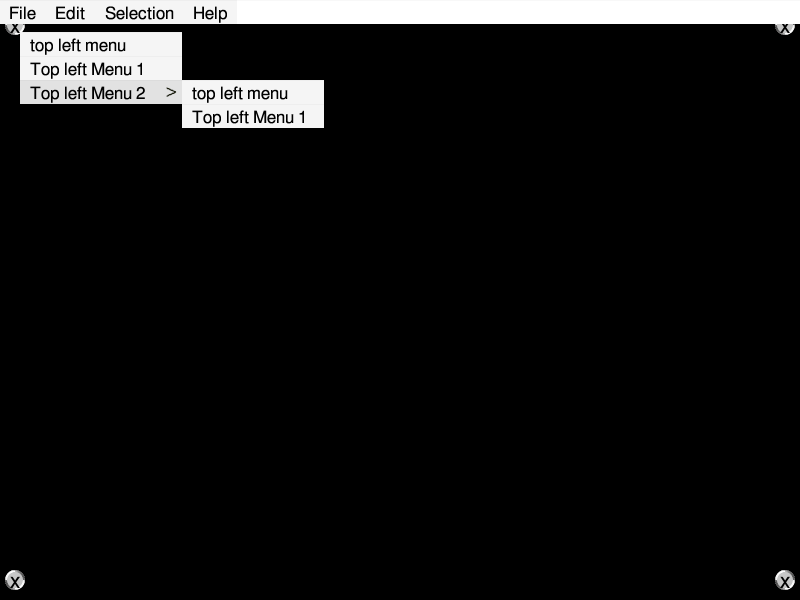 File Edit Selection Help
x x
top left menu
Top left Menu 1
Top left Menu 2 > top left menu
Top left Menu 1
x x